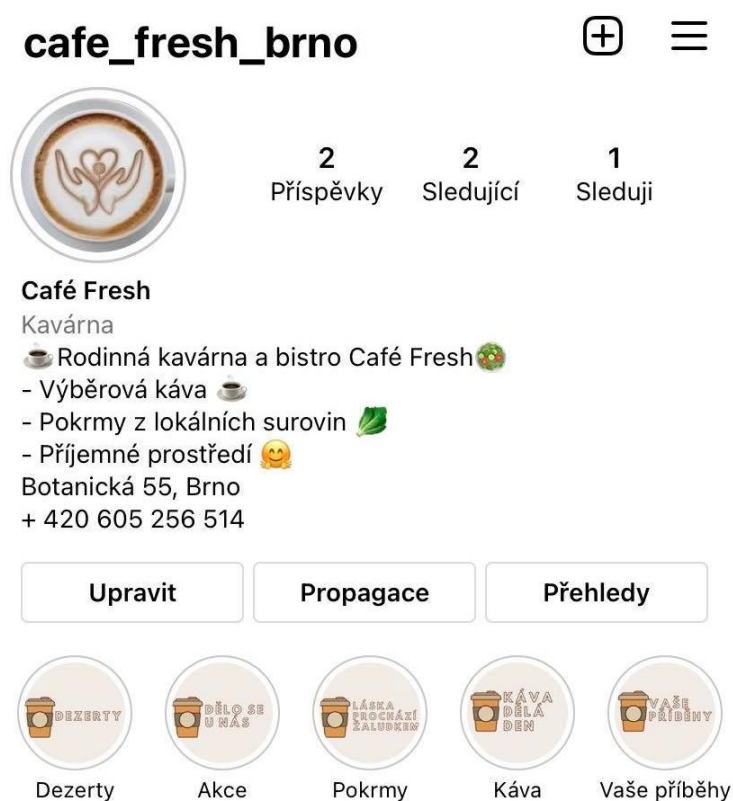 cafe_fresh_brno
2 2 1
Příspěvky Sledující Sleduji
Café Fresh
Kavárna
☕Rodinná kavárna a bistro Café Fresh🥗
- Výběrová káva ☕
- Pokrmy z lokálních surovin 🥬
- Příjemné prostředí 🤗
Botanická 55, Brno
+ 420 605 256 514
Upravit Propagace Přehledy
DEZERTY
DĚLO SE
U NÁS
LÁSKA
PROCHÁZÍ
ŽALUDKEM
KÁVA
DĚLÁ
DEN
VAŠE
PŘÍBĚHY
Dezerty Akce Pokrmy Káva Vaše příběhy